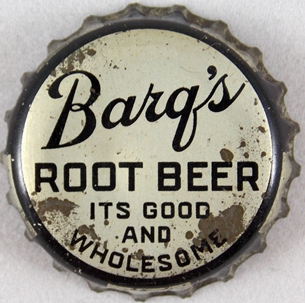 Barq's
ROOT BEER
ITS GOOD
AND
WHOLESOME